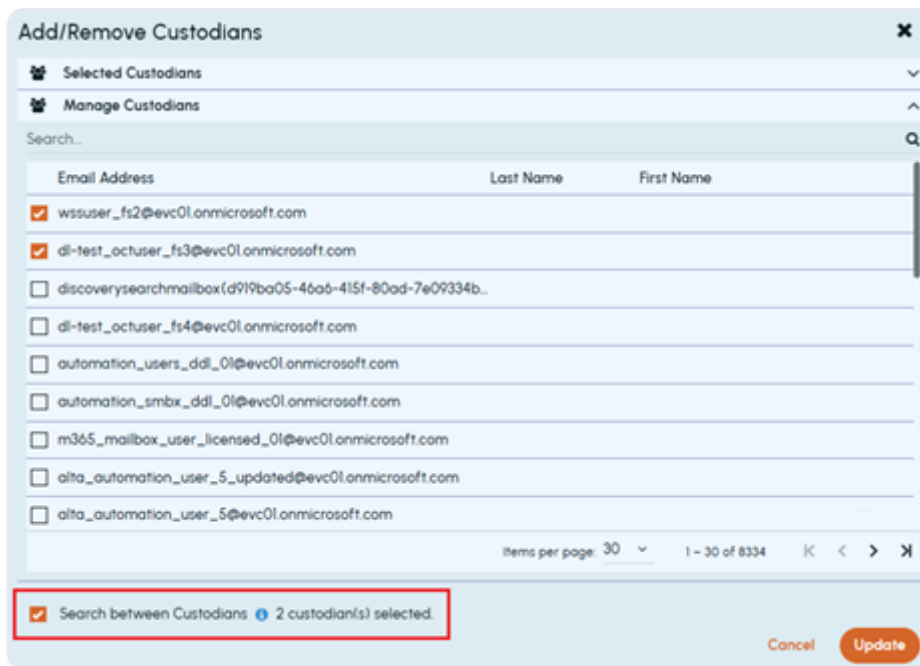 Add/Remove Custodians
Selected Custodians
Manage Custodians
Search...
Email Address Last Name First Name
wssuser_fs2@evc01.onmicrosoft.com
dl-test_octuser_fs3@evc01.onmicrosoft.com
discoverysearchmailbox{d919ba05-46a6-415f-80ad-7e09334b...
dl-test_octuser_fs4@evc01.onmicrosoft.com
automation_users_ddl_01@evc01.onmicrosoft.com
automation_smbx_ddl_01@evc01.onmicrosoft.com
m365_mailbox_user_licensed_01@evc01.onmicrosoft.com
alta_automation_user_5_updated@evc01.onmicrosoft.com
alta_automation_user_5@evc01.onmicrosoft.com
Items per page: 30 1 – 30 of 8334
Search between Custodians 2 custodian(s) selected.
Cancel Update